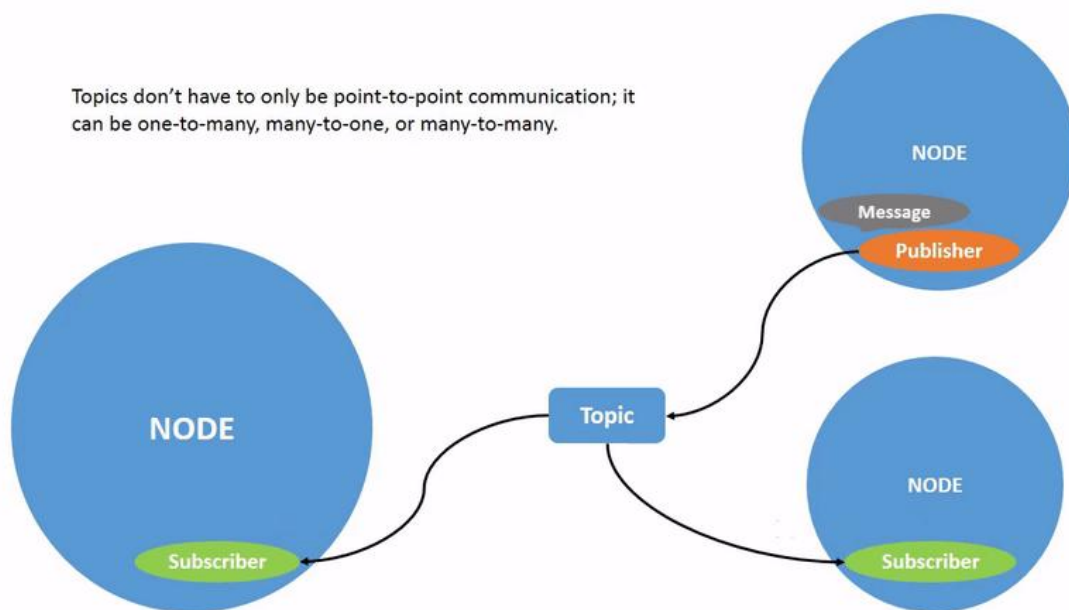 Topics don’t have to only be point-to-point communication; it
can be one-to-many, many-to-one, or many-to-many.
NODE
Message
Publisher
Topic
NODE
NODE
Subscriber
Subscriber